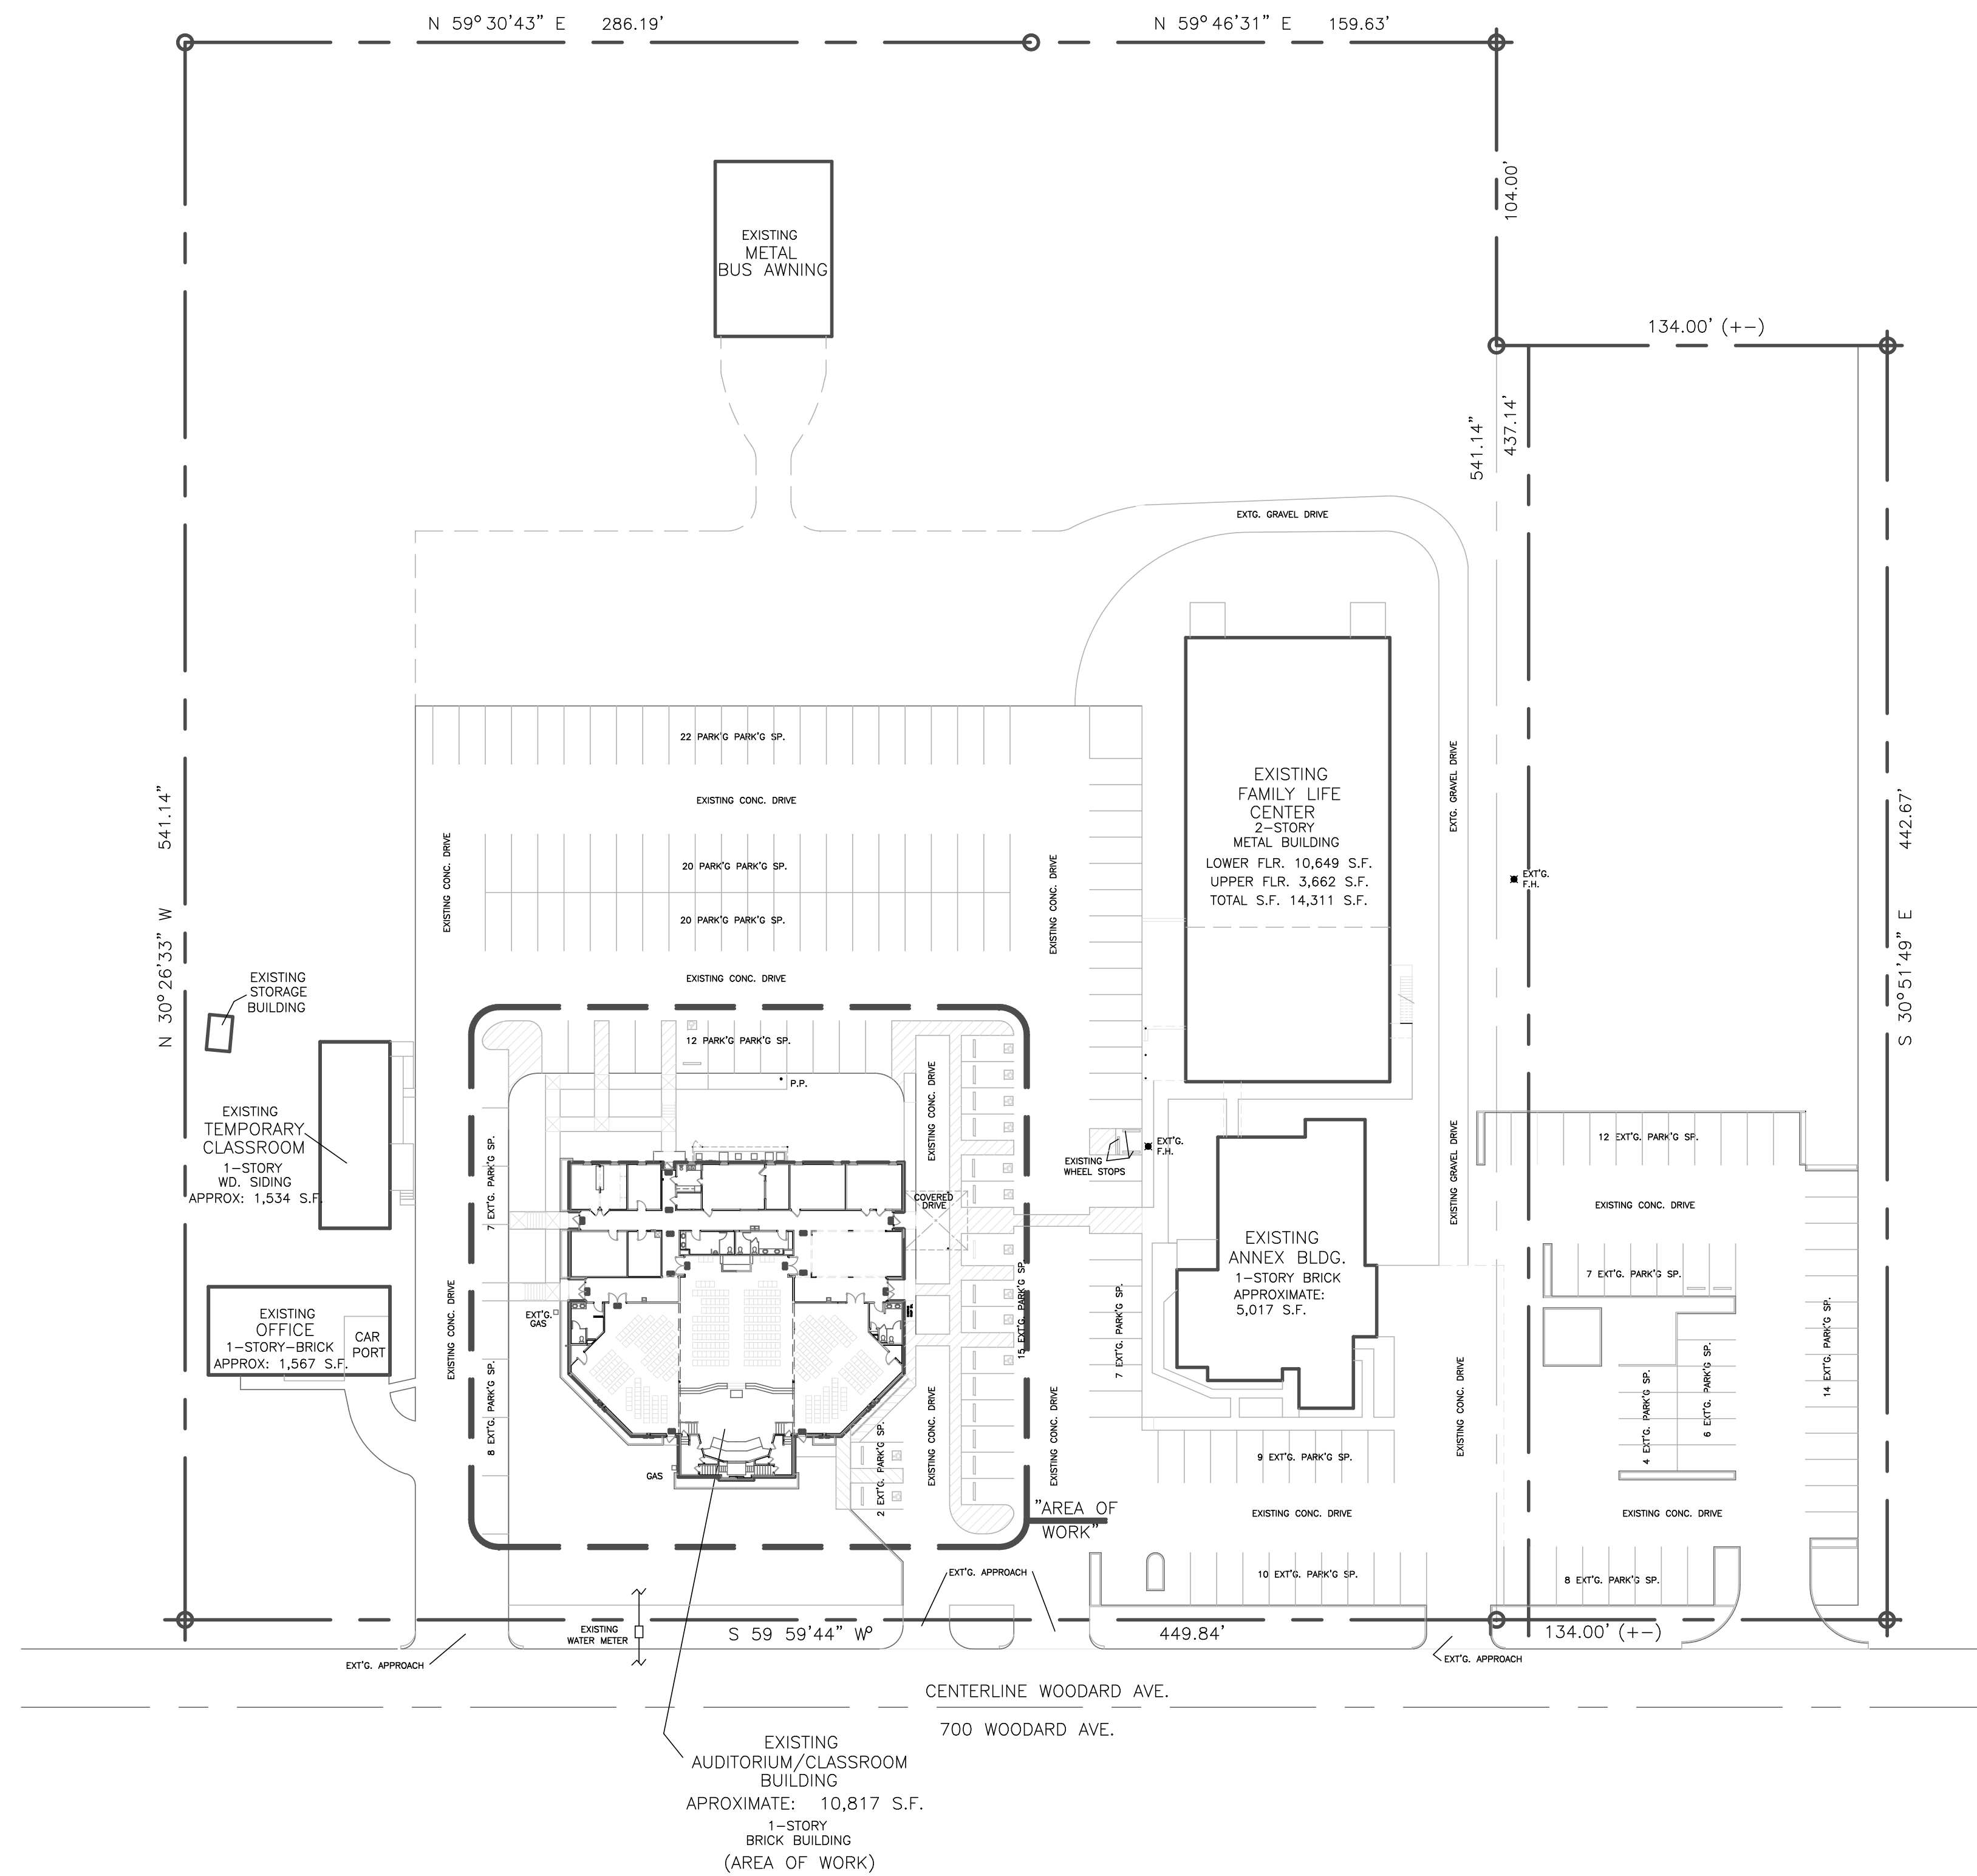 N 59° 30'43" E 286.19'
N 59° 46'31" E 159.63'
104.00'
EXISTING
METAL
BUS AWNING
134.00' (+-)
541.14"
437.14'
EXTG. GRAVEL DRIVE
22 PARK'G PARK'G SP.
EXISTING CONC. DRIVE
EXISTING CONC. DRIVE
20 PARK'G PARK'G SP.
20 PARK'G PARK'G SP.
EXISTING CONC. DRIVE
EXISTING CONC. DRIVE
EXISTING
FAMILY LIFE
CENTER
2-STORY
METAL BUILDING
LOWER FLR. 10,649 S.F.
UPPER FLR. 3,662 S.F.
TOTAL S.F. 14,311 S.F.
EXTG. GRAVEL DRIVE
EXT'G.
F.H.
N 30° 26'33" W 541.14"
S 30° 51'49" E 442.67'
EXISTING
STORAGE
BUILDING
12 PARK'G PARK'G SP.
P.P.
EXISTING CONC. DRIVE
EXISTING
TEMPORARY
CLASSROOM
1-STORY
WD. SIDING
APPROX: 1,534 S.F.
7 EXT'G. PARK'G SP.
COVERED
DRIVE
EXT'G.
F.H.
EXISTING
WHEEL STOPS
EXISTING GRAVEL DRIVE
12 EXT'G. PARK'G SP.
EXISTING CONC. DRIVE
EXISTING
ANNEX BLDG.
1-STORY BRICK
APPROXIMATE:
5,017 S.F.
7 EXT'G. PARK'G SP.
EXISTING
OFFICE
1-STORY-BRICK
APPROX: 1,567 S.F.
CAR
PORT
EXISTING CONC. DRIVE
EXT'G.
GAS
15 EXT'G. PARK'G SP.
7 EXT'G. PARK'G SP.
14 EXT'G. PARK'G SP.
8 EXT'G. PARK'G SP.
2 EXT'G. PARK'G SP.
EXISTING CONC. DRIVE
EXISTING CONC. DRIVE
EXISTING CONC. DRIVE
4 EXT'G. PARK'G SP.
6 EXT'G. PARK'G SP.
GAS
9 EXT'G. PARK'G SP.
"AREA OF
WORK"
EXISTING CONC. DRIVE
EXISTING CONC. DRIVE
EXT'G. APPROACH
10 EXT'G. PARK'G SP.
8 EXT'G. PARK'G SP.
EXISTING
WATER METER
S 59 59'44" W°
449.84'
134.00' (+-)
EXT'G. APPROACH
EXT'G. APPROACH
CENTERLINE WOODARD AVE.
700 WOODARD AVE.
EXISTING
AUDITORIUM/CLASSROOM
BUILDING
APROXIMATE: 10,817 S.F.
1-STORY
BRICK BUILDING
(AREA OF WORK)